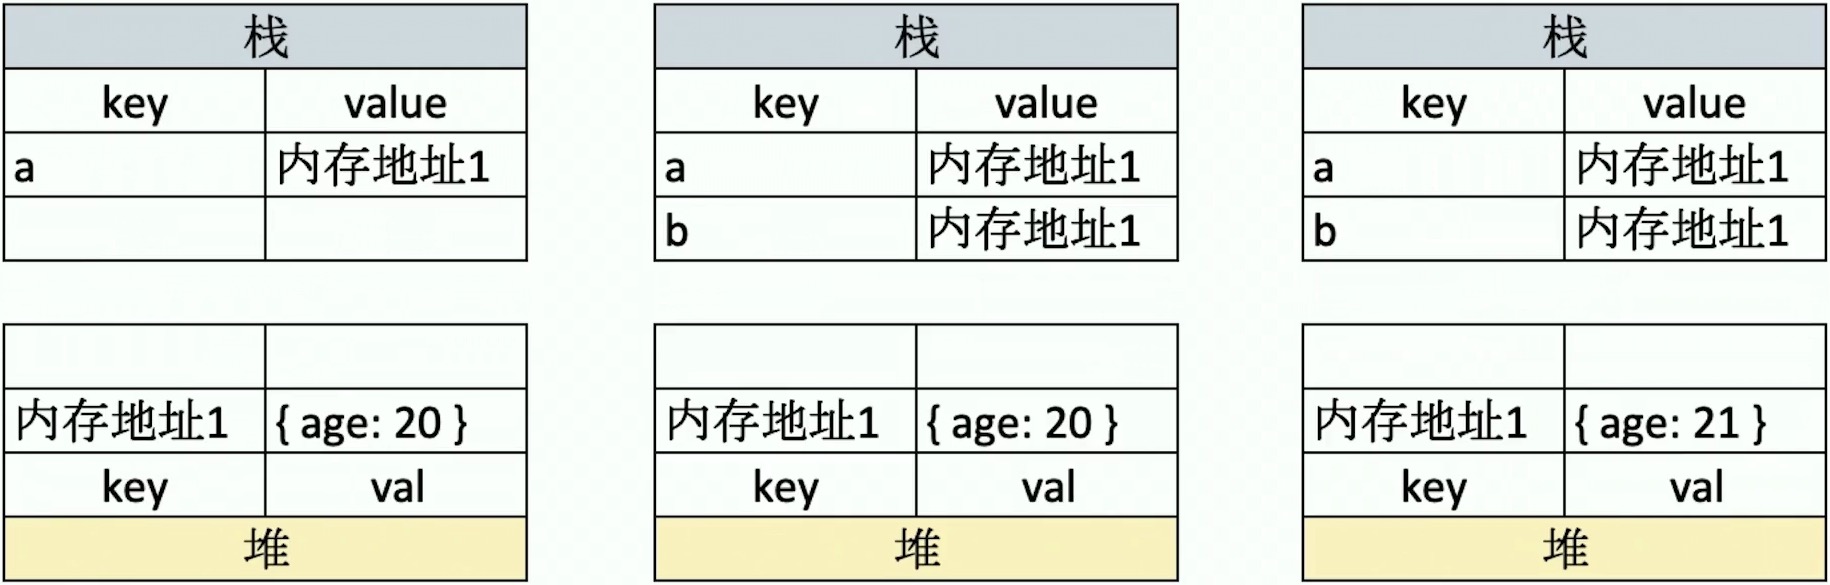 栈
key value
a 内存地址1
内存地址1 { age: 20 }
key val
堆
栈
key value
a 内存地址1
b 内存地址1
内存地址1 { age: 20 }
key val
堆
栈
key value
a 内存地址1
b 内存地址1
内存地址1 { age: 21 }
key val
堆